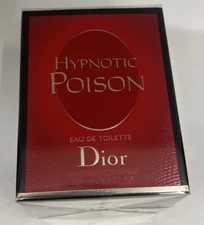 HYPNOTIC
POISON
EAU DE TOILETTE
Dior